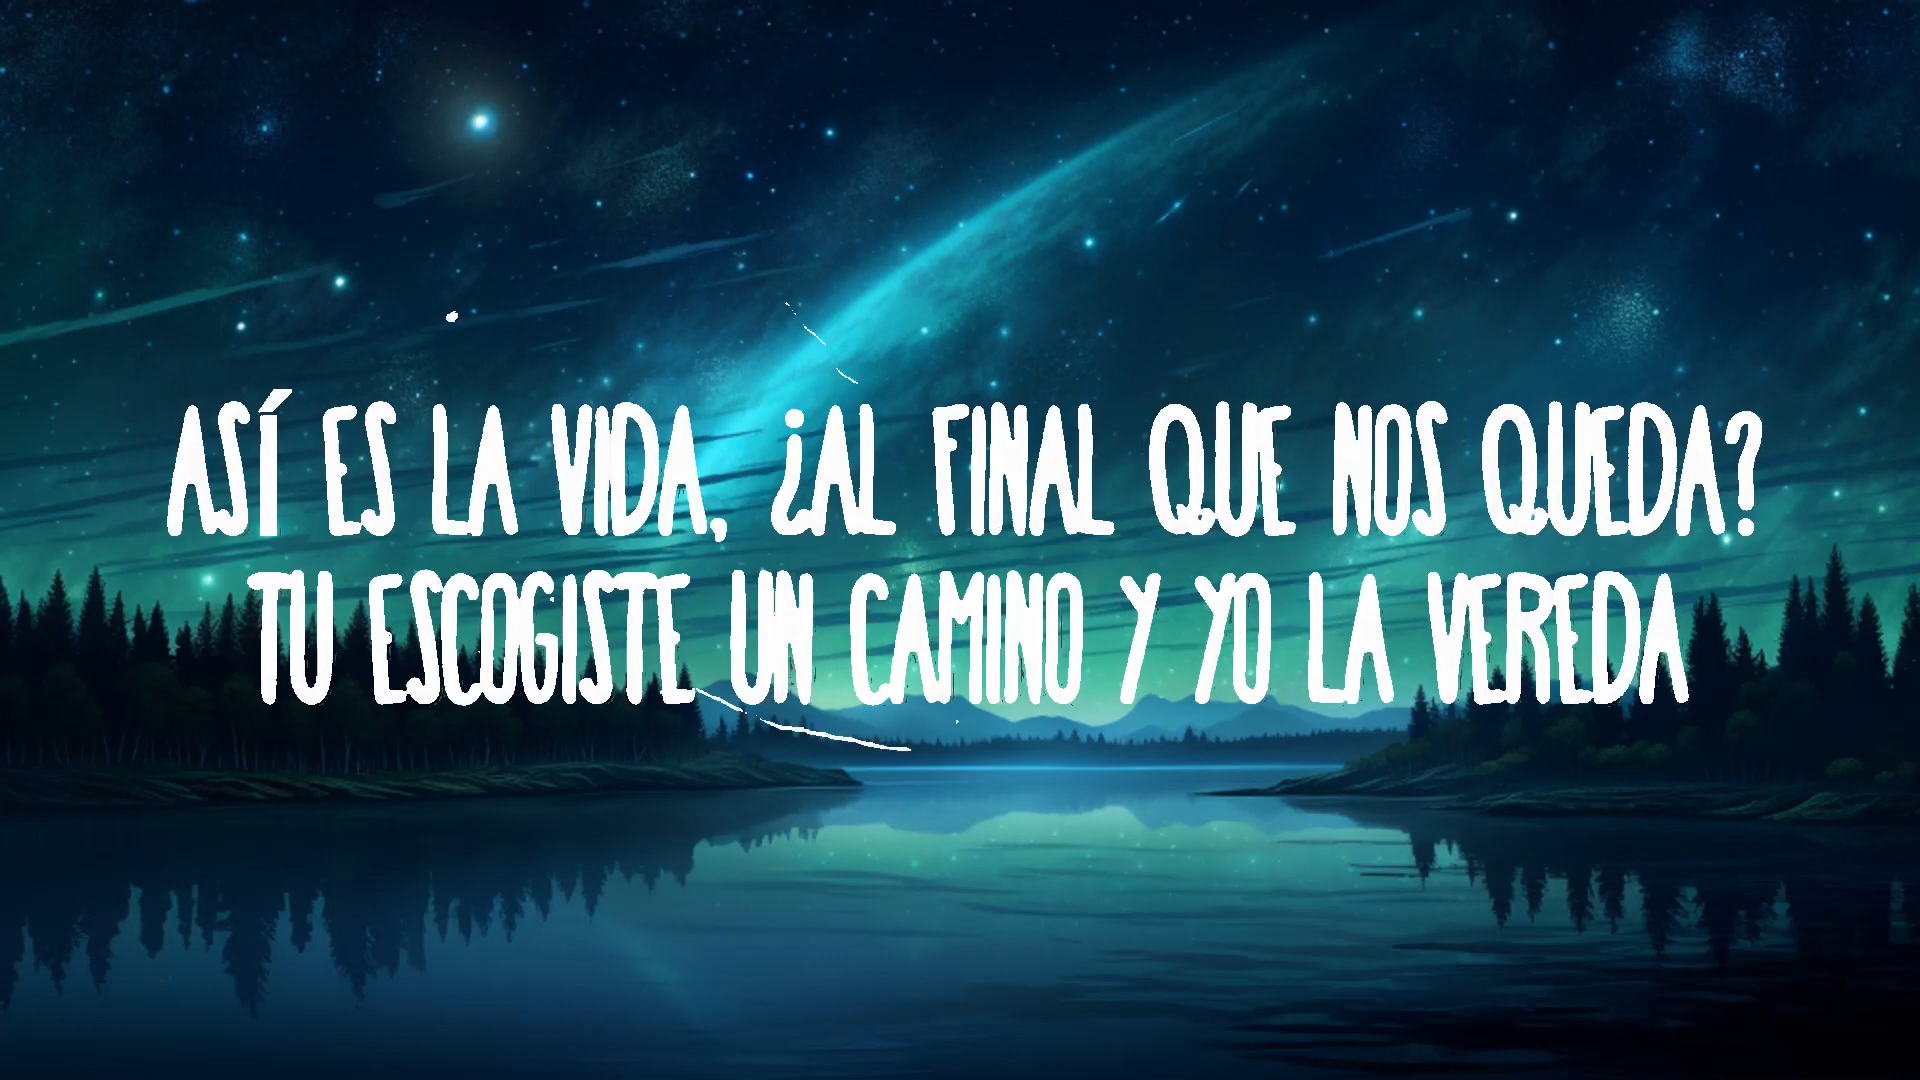 ASÍ ES LA VIDA, ¿AL FINAL QUE NOS QUEDA?
TU ESCOGISTE UN CAMINO Y YO LA VEREDA